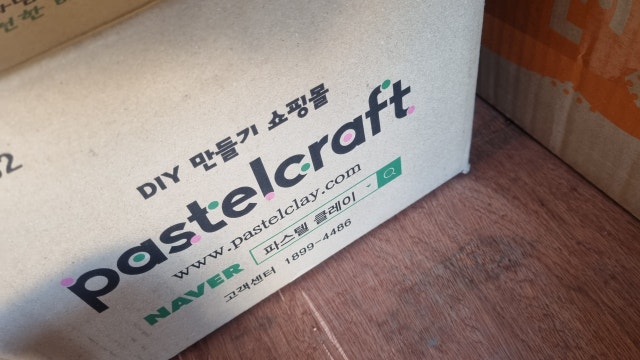 DIY 만들기 쇼핑몰
pastelcraft
www.pastelclay.com
NAVER 파스텔 클레이
고객센터 1899-4486